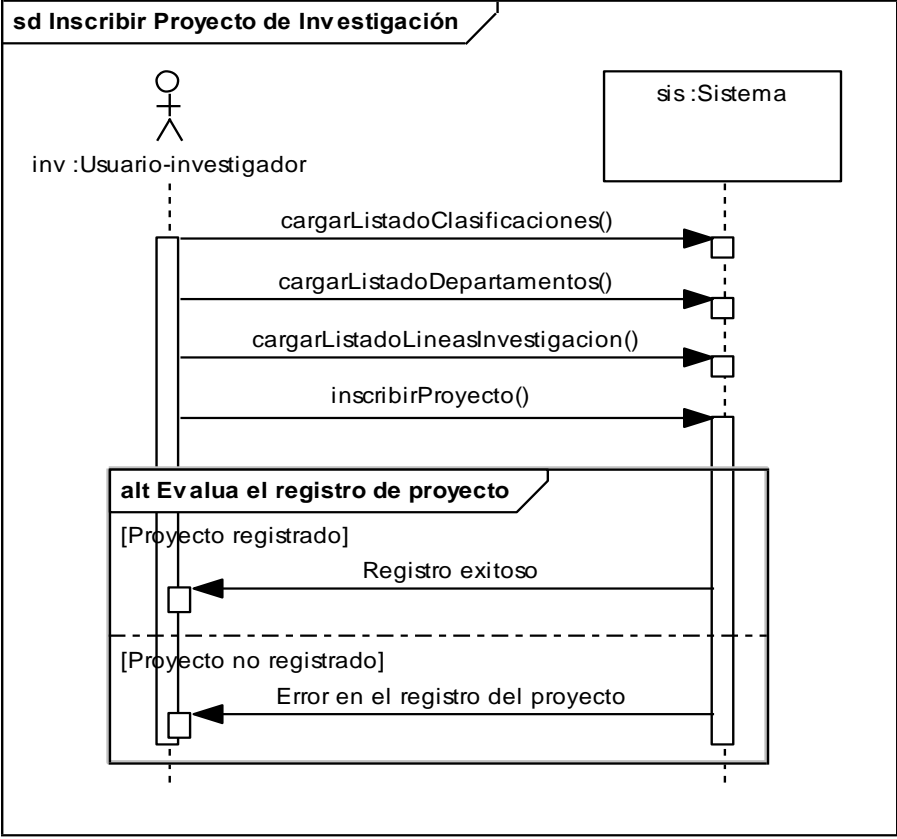 sd Inscribir Proyecto de Investigación
inv :Usuario-investigador
sis :Sistema
cargarListadoClasificaciones()
cargarListadoDepartamentos()
cargarListadoLineasInvestigacion()
inscribirProyecto()
alt Evalua el registro de proyecto
[Proyecto registrado]
Registro exitoso
[Proyecto no registrado]
Error en el registro del proyecto